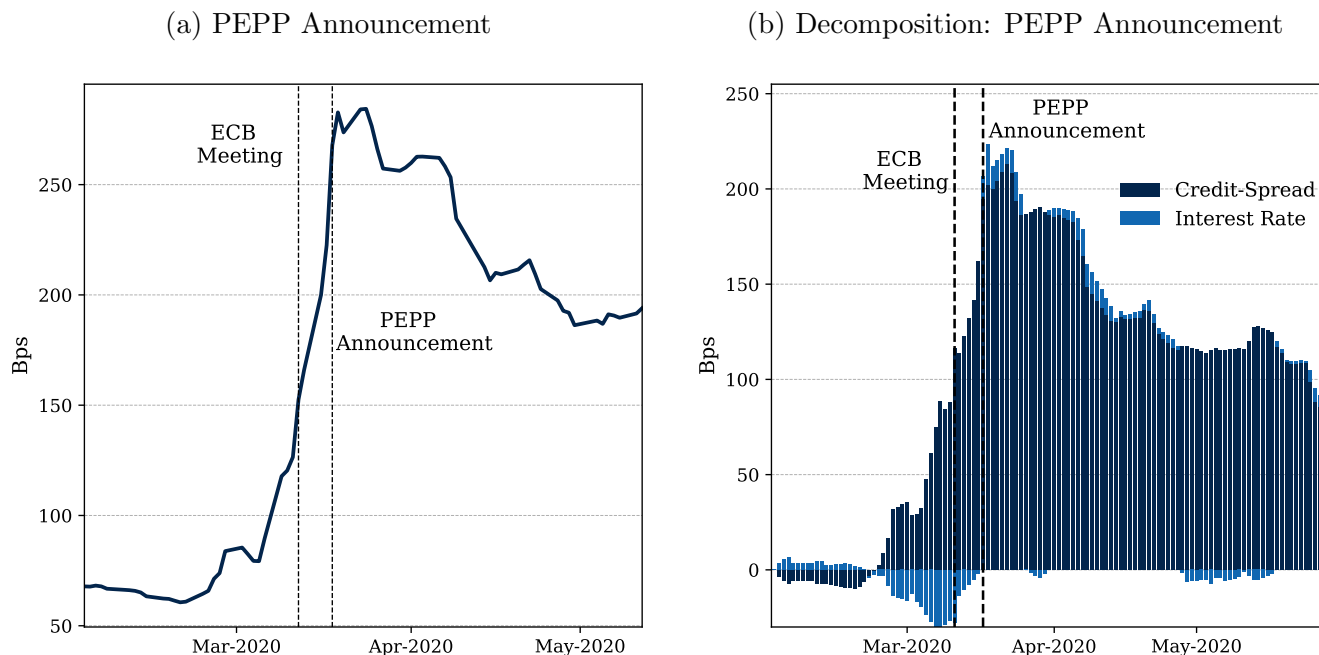 (a) PEPP Announcement
Bps
250
200
150
100
50
ECB
Meeting
PEPP
Announcement
Mar-2020
Apr-2020
May-2020
(b) Decomposition: PEPP Announcement
Bps
250
200
150
100
50
0
PEPP
Announcement
ECB
Meeting
Credit-Spread
Interest Rate
Mar-2020
Apr-2020
May-2020